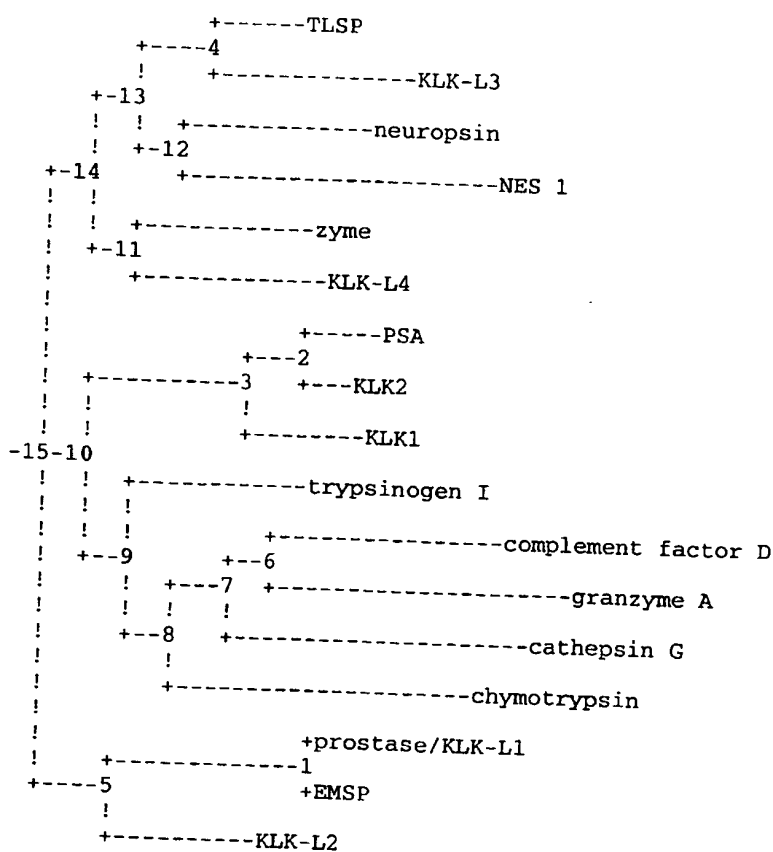 +------TLSP
+-----4
! +-------------KLK-L3
+-13
! ! +------------neuropsin
! +-12
+-14 +--------------------NES 1
! !
! ! +------------zyme
! +-11
! +-------------KLK-L4
!
! +-----PSA
! +---2
! +----------3 +---KLK2
! ! !
! ! +--------KLK1
-15-10
! ! +------------trypsinogen I
! ! !
! ! ! +----------------complement factor D
! +--9 +--6
! ! +---7 +--------------------granzyme A
! ! ! !
! +--8 +--------------------cathepsin G
! !
! +--------------------chymotrypsin
!
! +prostase/KLK-L1
! +-------------1
+----5 +EMSP
!
+----------KLK-L2